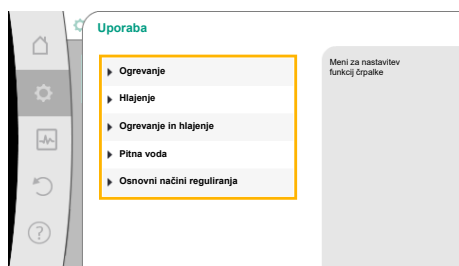 Uporaba
Ogrevanje
Hlajenje
Ogrevanje in hlajenje
Pitna voda
Osnovni načini reguliranja
Meni za nastavitev
funkcij črpalke